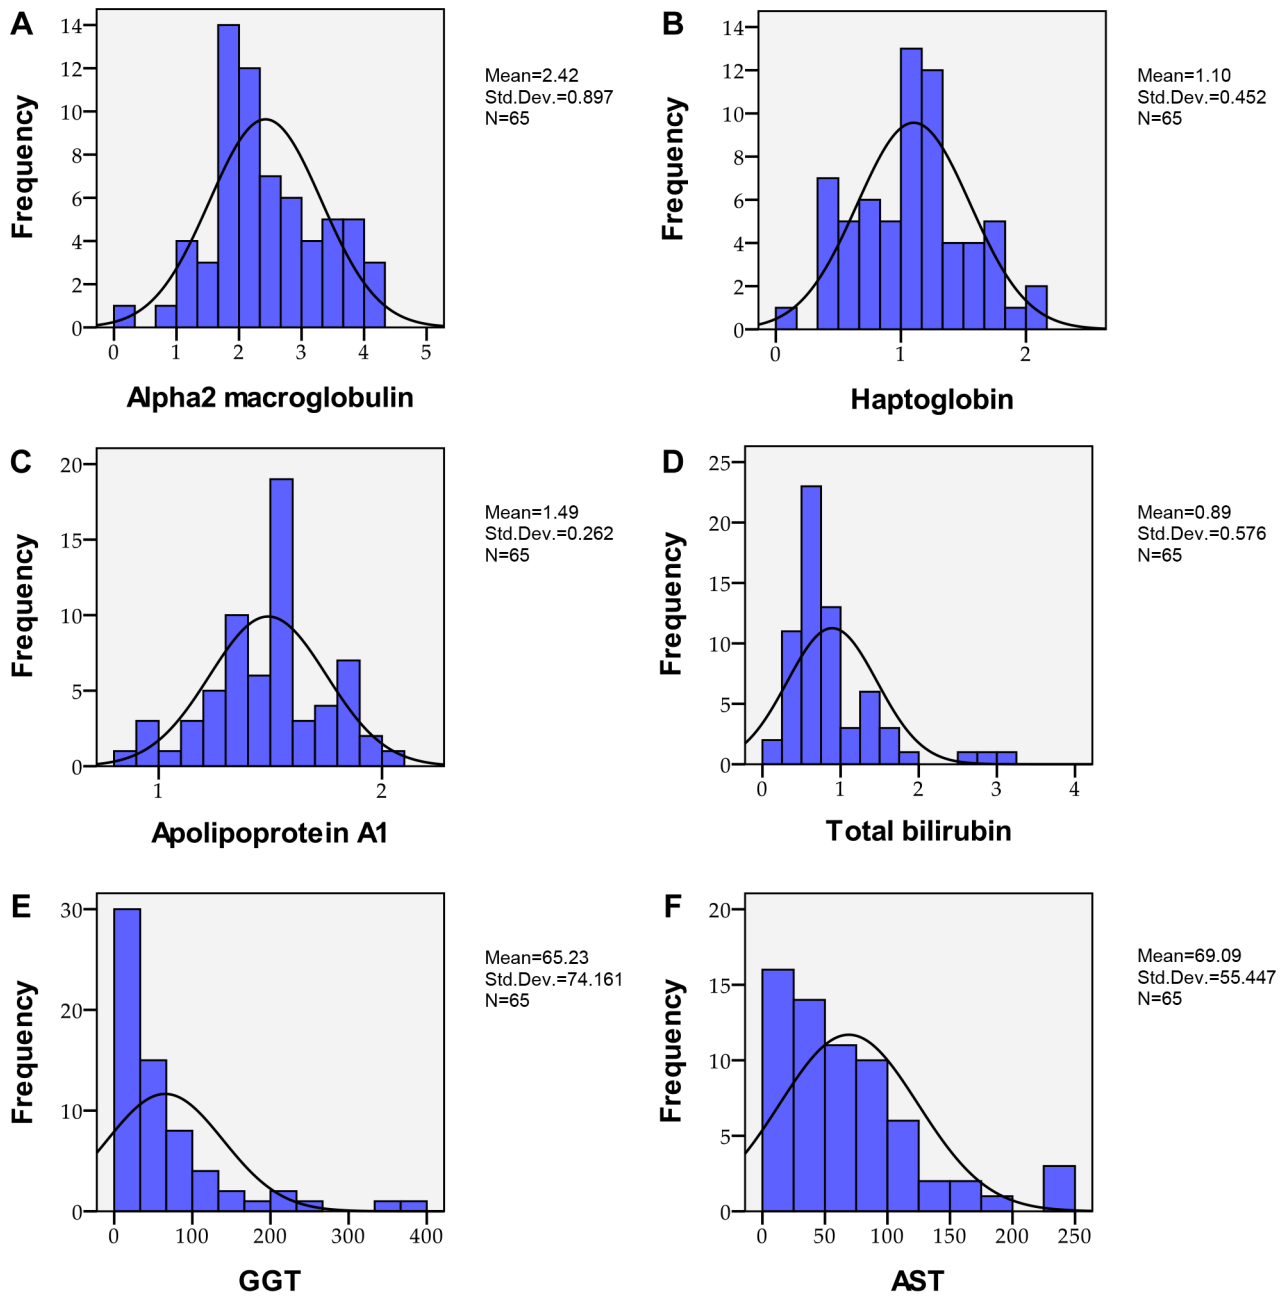 A
Frequency
14
12
10
8
6
4
2
0
0 1 2 3 4 5
Alpha2 macroglobulin
Mean=2.42
Std.Dev.=0.897
N=65
B
Frequency
14
12
10
8
6
4
2
0
0 1 2
Haptoglobin
Mean=1.10
Std.Dev.=0.452
N=65
C
Frequency
20
15
10
5
0
1 2
Apolipoprotein A1
Mean=1.49
Std.Dev.=0.262
N=65
D
Frequency
25
20
15
10
5
0
0 1 2 3 4
Total bilirubin
Mean=0.89
Std.Dev.=0.576
N=65
E
Frequency
30
20
10
0
0 100 200 300 400
GGT
Mean=65.23
Std.Dev.=74.161
N=65
F
Frequency
20
15
10
5
0
0 50 100 150 200 250
AST
Mean=69.09
Std.Dev.=55.447
N=65